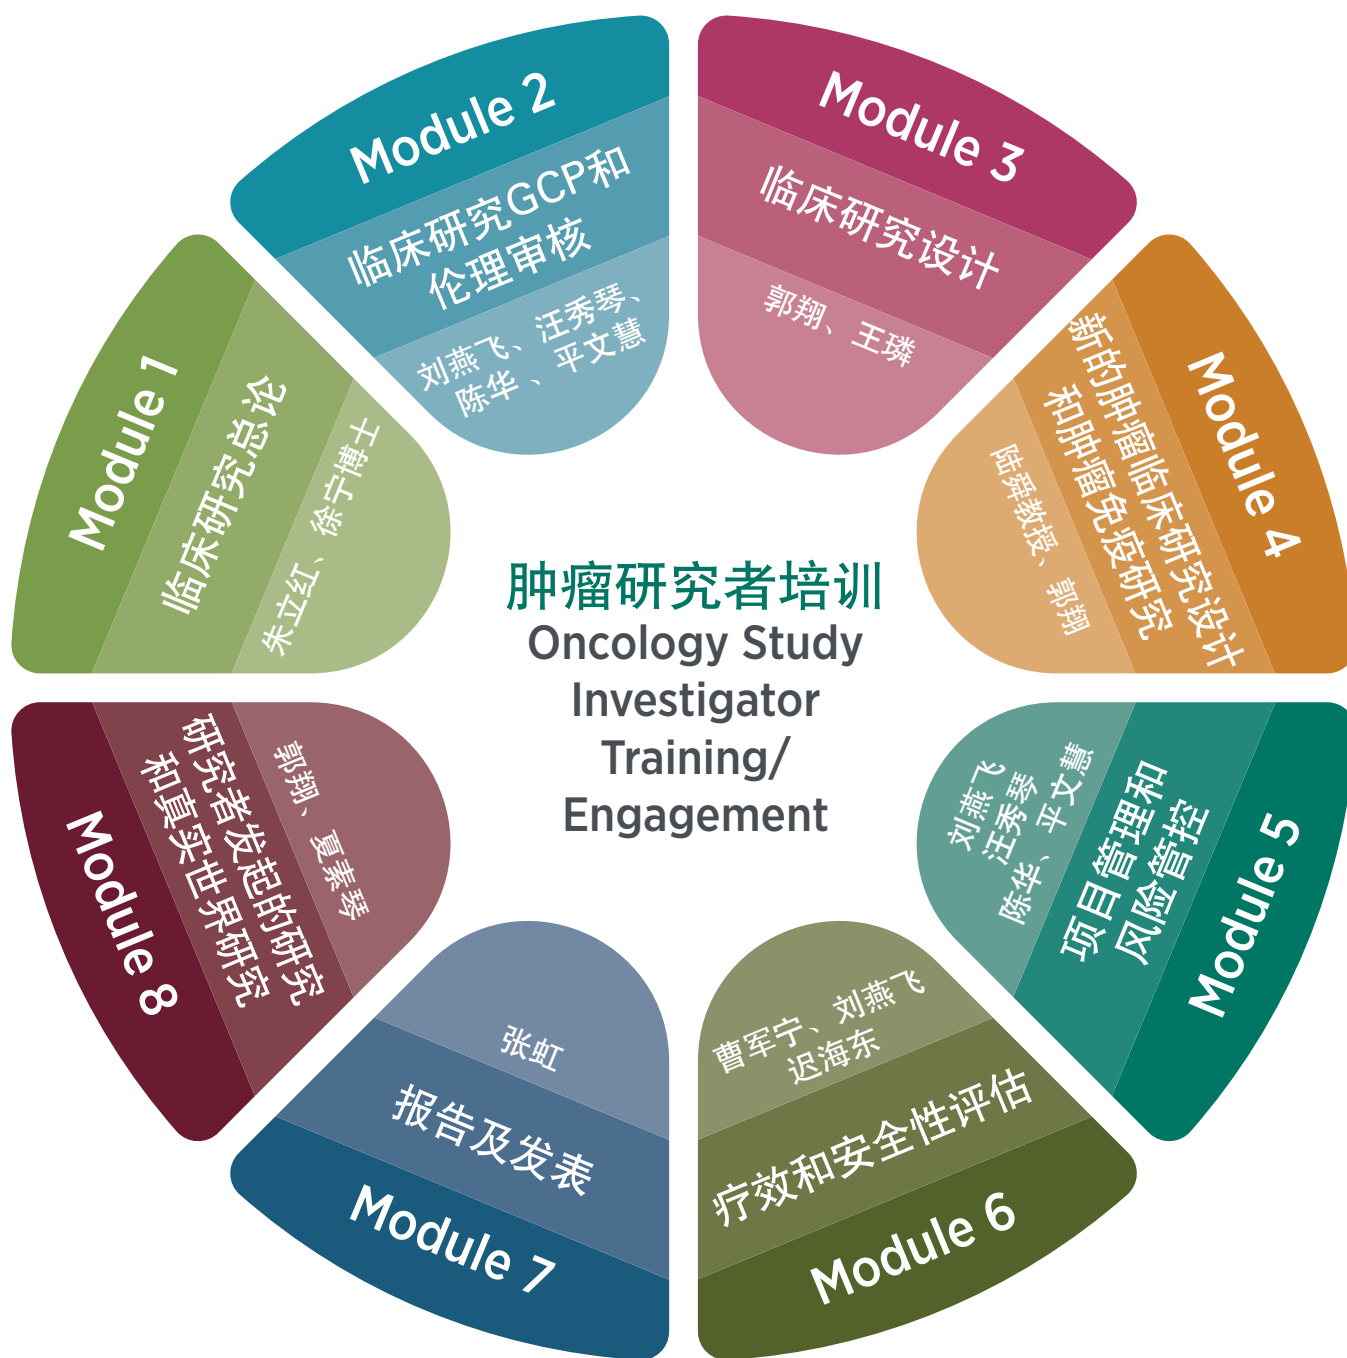 肿瘤研究者培训
Oncology Study
Investigator
Training/
Engagement
Module 1
临床研究总论
朱立红、徐宁博士
Module 2
临床研究GCP和
伦理审核
刘燕飞、汪秀琴、
陈华、平文慧
Module 3
临床研究设计
郭翔、王璘
Module 4
新的肿瘤临床研究设计
和肿瘤免疫研究
陆舜教授、郭翔
Module 5
项目管理和
风险管控
刘燕飞
汪秀琴
陈华、平文慧
Module 6
疗效和安全性评估
曹军宁、刘燕飞
迟海东
Module 7
报告及发表
张虹
Module 8
研究者发起的研究
和真实世界研究
郭翔、夏素琴